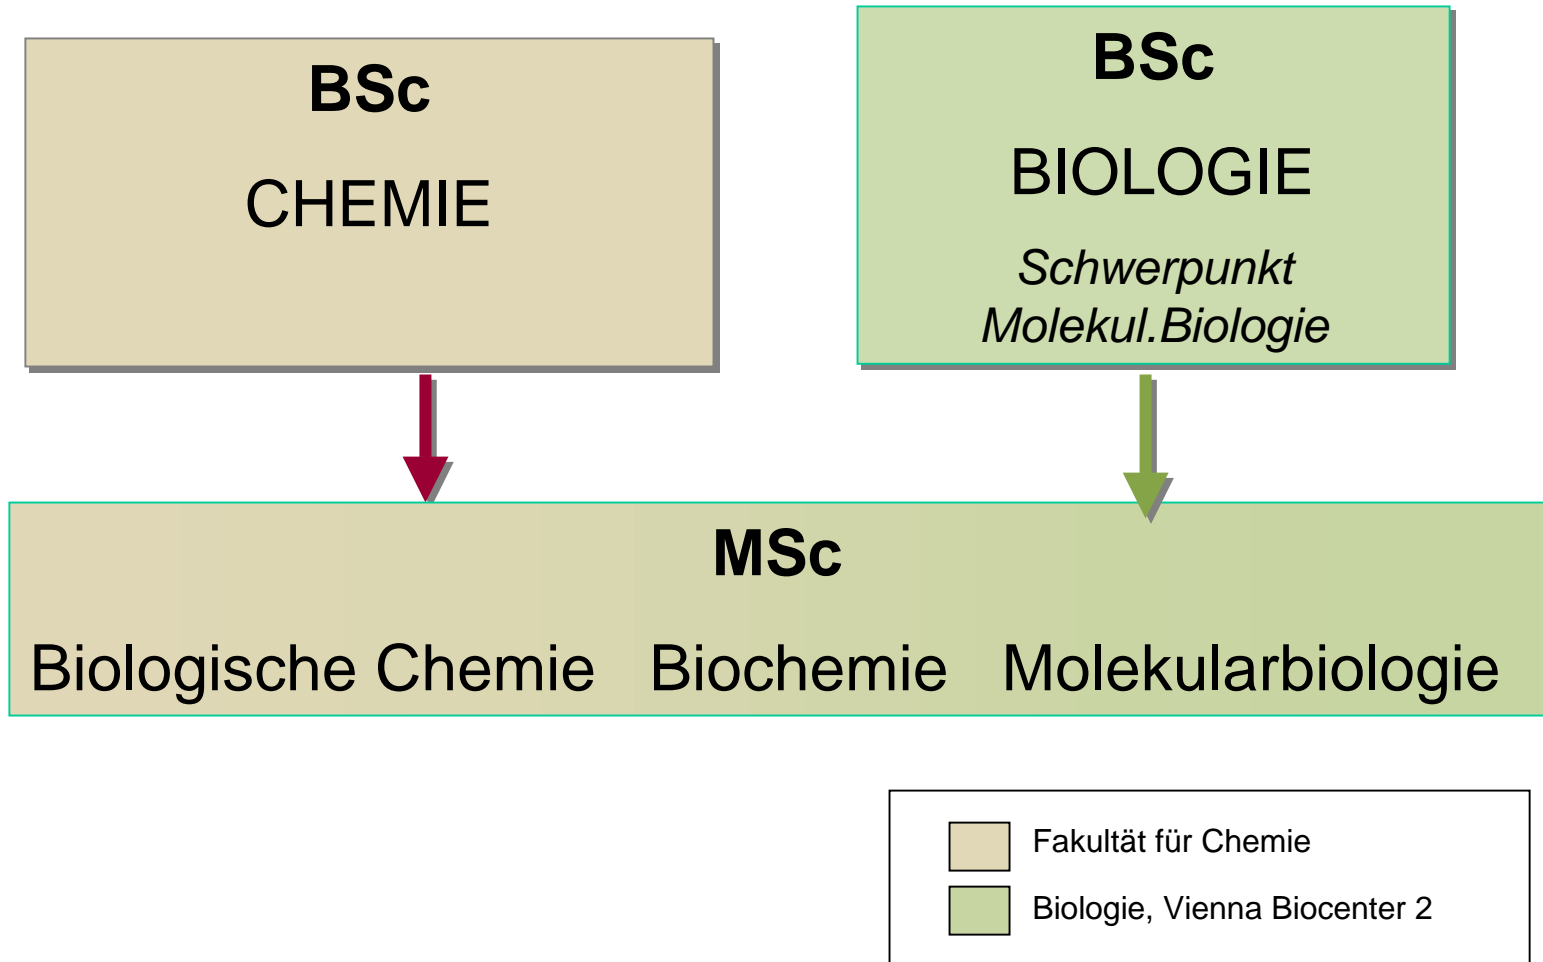 BSc
CHEMIE
BSc
BIOLOGIE
Schwerpunkt
Molekul.Biologie
MSc
Biologische Chemie Biochemie Molekularbiologie
Fakultät für Chemie
Biologie, Vienna Biocenter 2